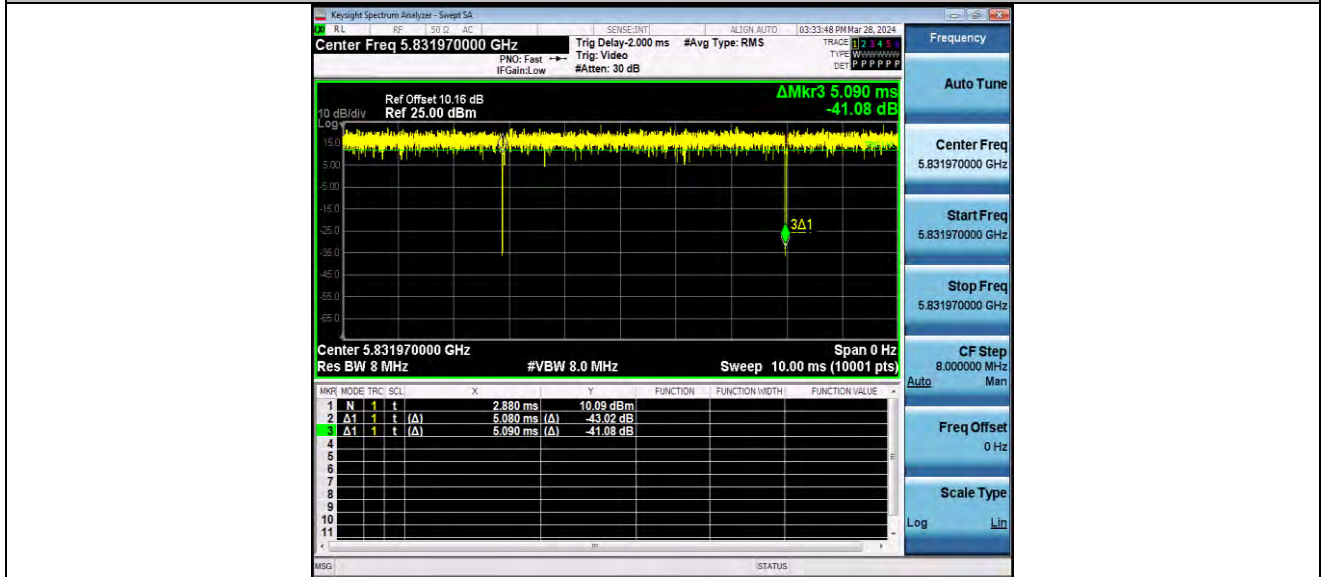 Keysight Spectrum Analyzer - Swept SA
RL RF 50 Ω AC SENSE:INT ALIGN AUTO 03:33:48 PM Mar 28, 2024
Center Freq 5.831970000 GHz
PNO: Fast
IFGain:Low
Trig Delay-2.000 ms #Avg Type: RMS
Trig: Video
#Atten: 30 dB
TRACE 1 2 3 4 5 6
TYPE W
DET P P P P P P
Frequency
ΔMkr3 5.090 ms
-41.08 dB
Ref Offset 10.16 dB
10 dB/div Ref 25.00 dBm
Log
15.0
5.00
-5.00
-15.0
-25.0
-35.0
-45.0
-55.0
-65.0
3Δ1
Center 5.831970000 GHz Span 0 Hz
Res BW 8 MHz #VBW 8.0 MHz Sweep 10.00 ms (10001 pts)
MKR MODE TRC SCL X Y FUNCTION FUNCTION WIDTH FUNCTION VALUE
1 N 1 t 2.880 ms 10.09 dBm
2 Δ1 1 t (Δ) 5.080 ms (Δ) -43.02 dB
3 Δ1 1 t (Δ) 5.090 ms (Δ) -41.08 dB
4
5
6
7
8
9
10
11
MSG STATUS
Auto Tune
Center Freq
5.831970000 GHz
Start Freq
5.831970000 GHz
Stop Freq
5.831970000 GHz
CF Step
8.000000 MHz
Auto Man
Freq Offset
0 Hz
Scale Type
Log Lin